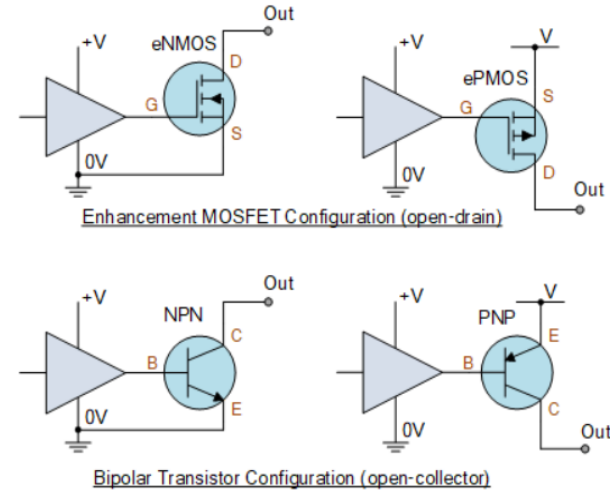 Out
+V
eNMOS
D
G
S
0V
V
ePMOS
+V
S
G
D
0V
Out
Enhancement MOSFET Configuration (open-drain)
Out
+V
NPN
C
B
E
0V
V
+V
PNP
E
B
C
0V
Out
Bipolar Transistor Configuration (open-collector)